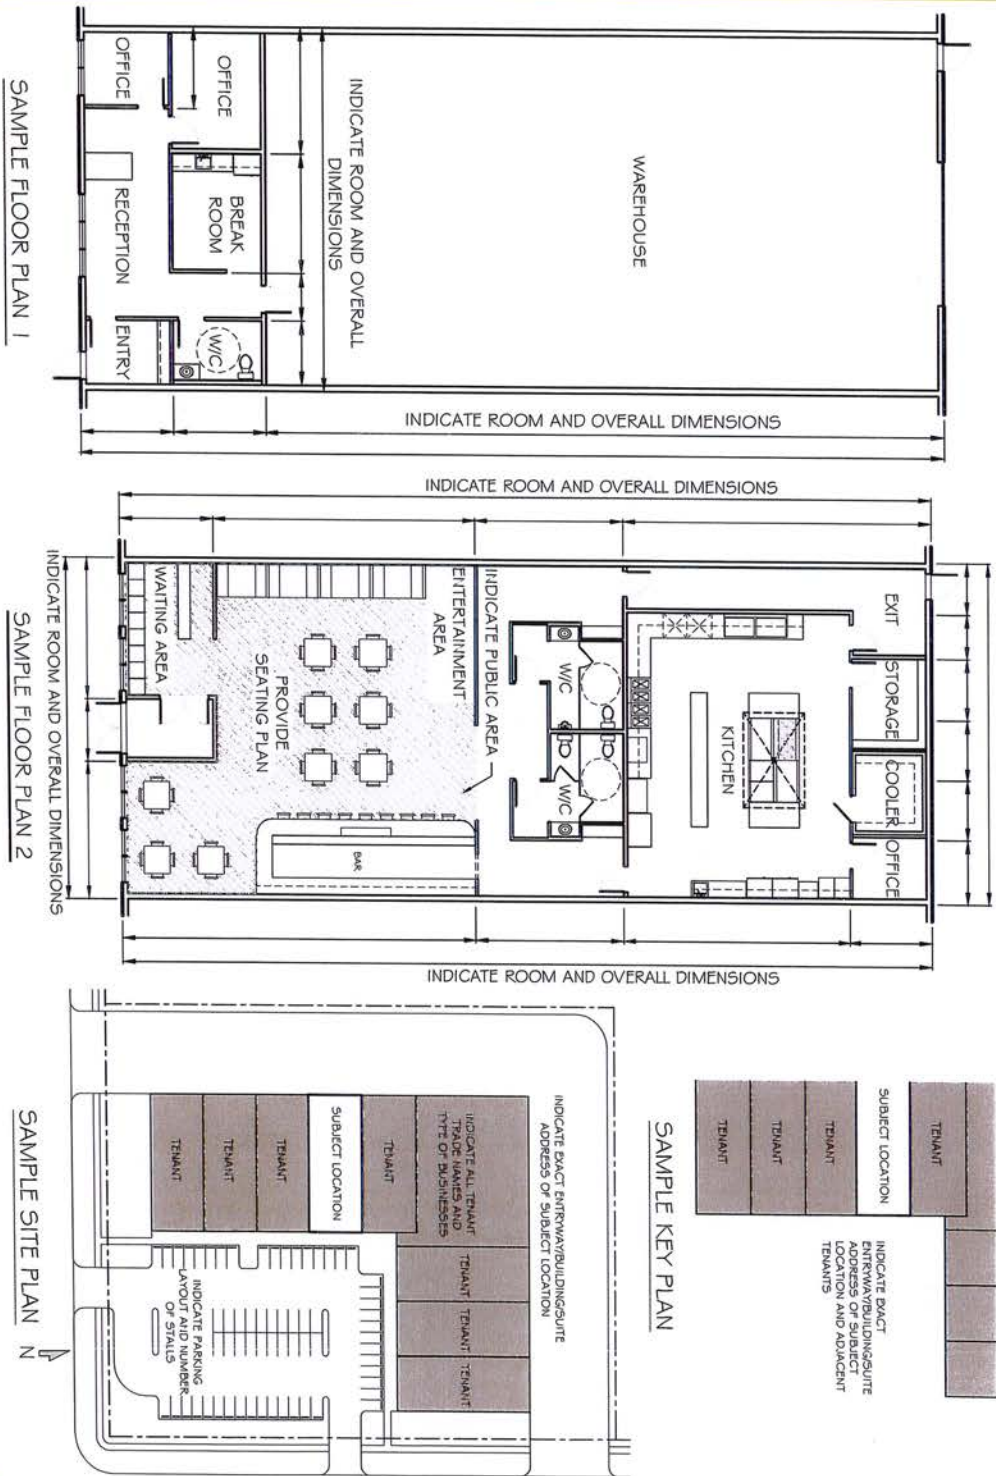 OFFICE
OFFICE
BREAK
ROOM
RECEPTION
ENTRY
W/C
WAREHOUSE
INDICATE ROOM AND OVERALL
DIMENSIONS
INDICATE ROOM AND OVERALL DIMENSIONS
SAMPLE FLOOR PLAN 1
INDICATE ROOM AND OVERALL DIMENSIONS
EXIT
STORAGE
COOLER
OFFICE
KITCHEN
W/C
W/C
INDICATE PUBLIC AREA
ENTERTAINMENT
AREA
PROVIDE
SEATING PLAN
WAITING AREA
BAR
INDICATE ROOM AND OVERALL DIMENSIONS
INDICATE ROOM AND OVERALL DIMENSIONS
SAMPLE FLOOR PLAN 2
TENANT
SUBJECT LOCATION
TENANT
TENANT
TENANT
INDICATE EXACT
ENTRYWAY/BUILDING/SUITE
ADDRESS OF SUBJECT
LOCATION AND ADJACENT
TENANTS
SAMPLE KEY PLAN
INDICATE EXACT ENTRYWAY/BUILDING/SUITE
ADDRESS OF SUBJECT LOCATION
INDICATE ALL TENANT
TRADE NAMES AND
TYPE OF BUSINESSES
TENANT
TENANT
TENANT
TENANT
SUBJECT LOCATION
TENANT
TENANT
TENANT
INDICATE PARKING
LAYOUT AND NUMBER
OF STALLS
SAMPLE SITE PLAN
N